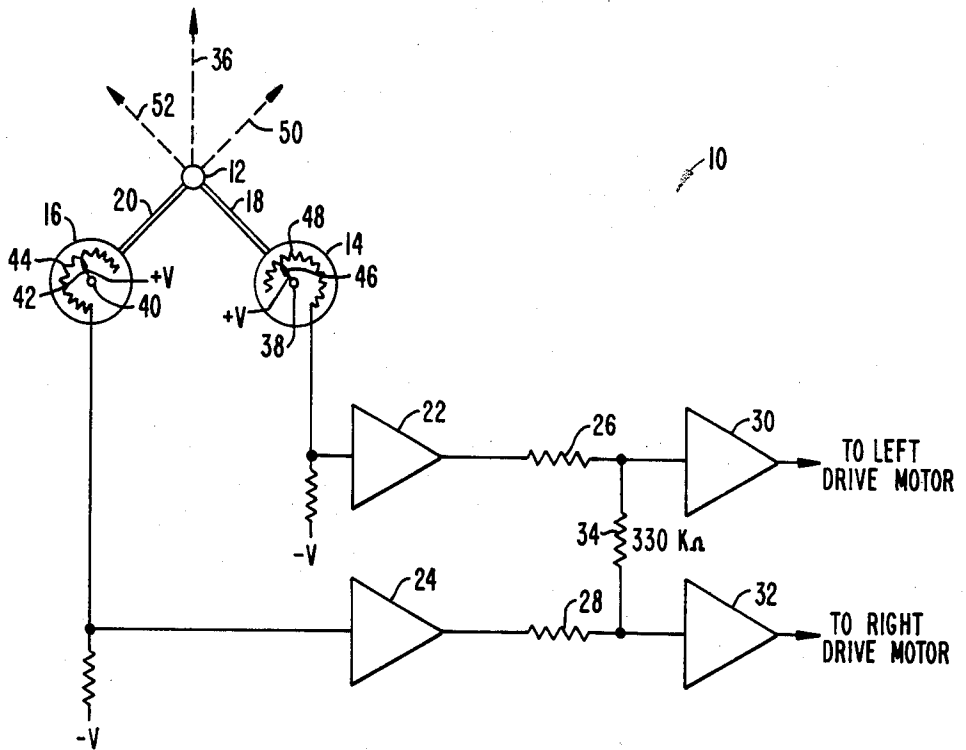 36
52
50
12
10
20
18
16
48
14
44
46
+V
42
40
+V
38
22
26
30
TO LEFT
DRIVE MOTOR
34
330 KΩ
-V
24
28
32
TO RIGHT
DRIVE MOTOR
-V